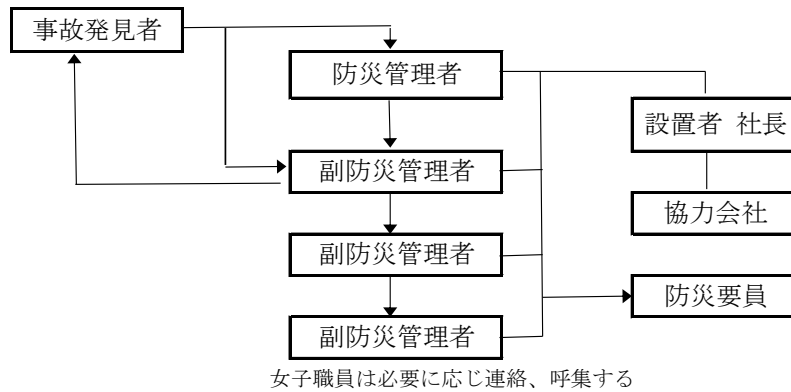 事故発見者
防災管理者
設置者 社長
副防災管理者
協力会社
副防災管理者
防災要員
副防災管理者
女子職員は必要に応じ連絡、呼集する